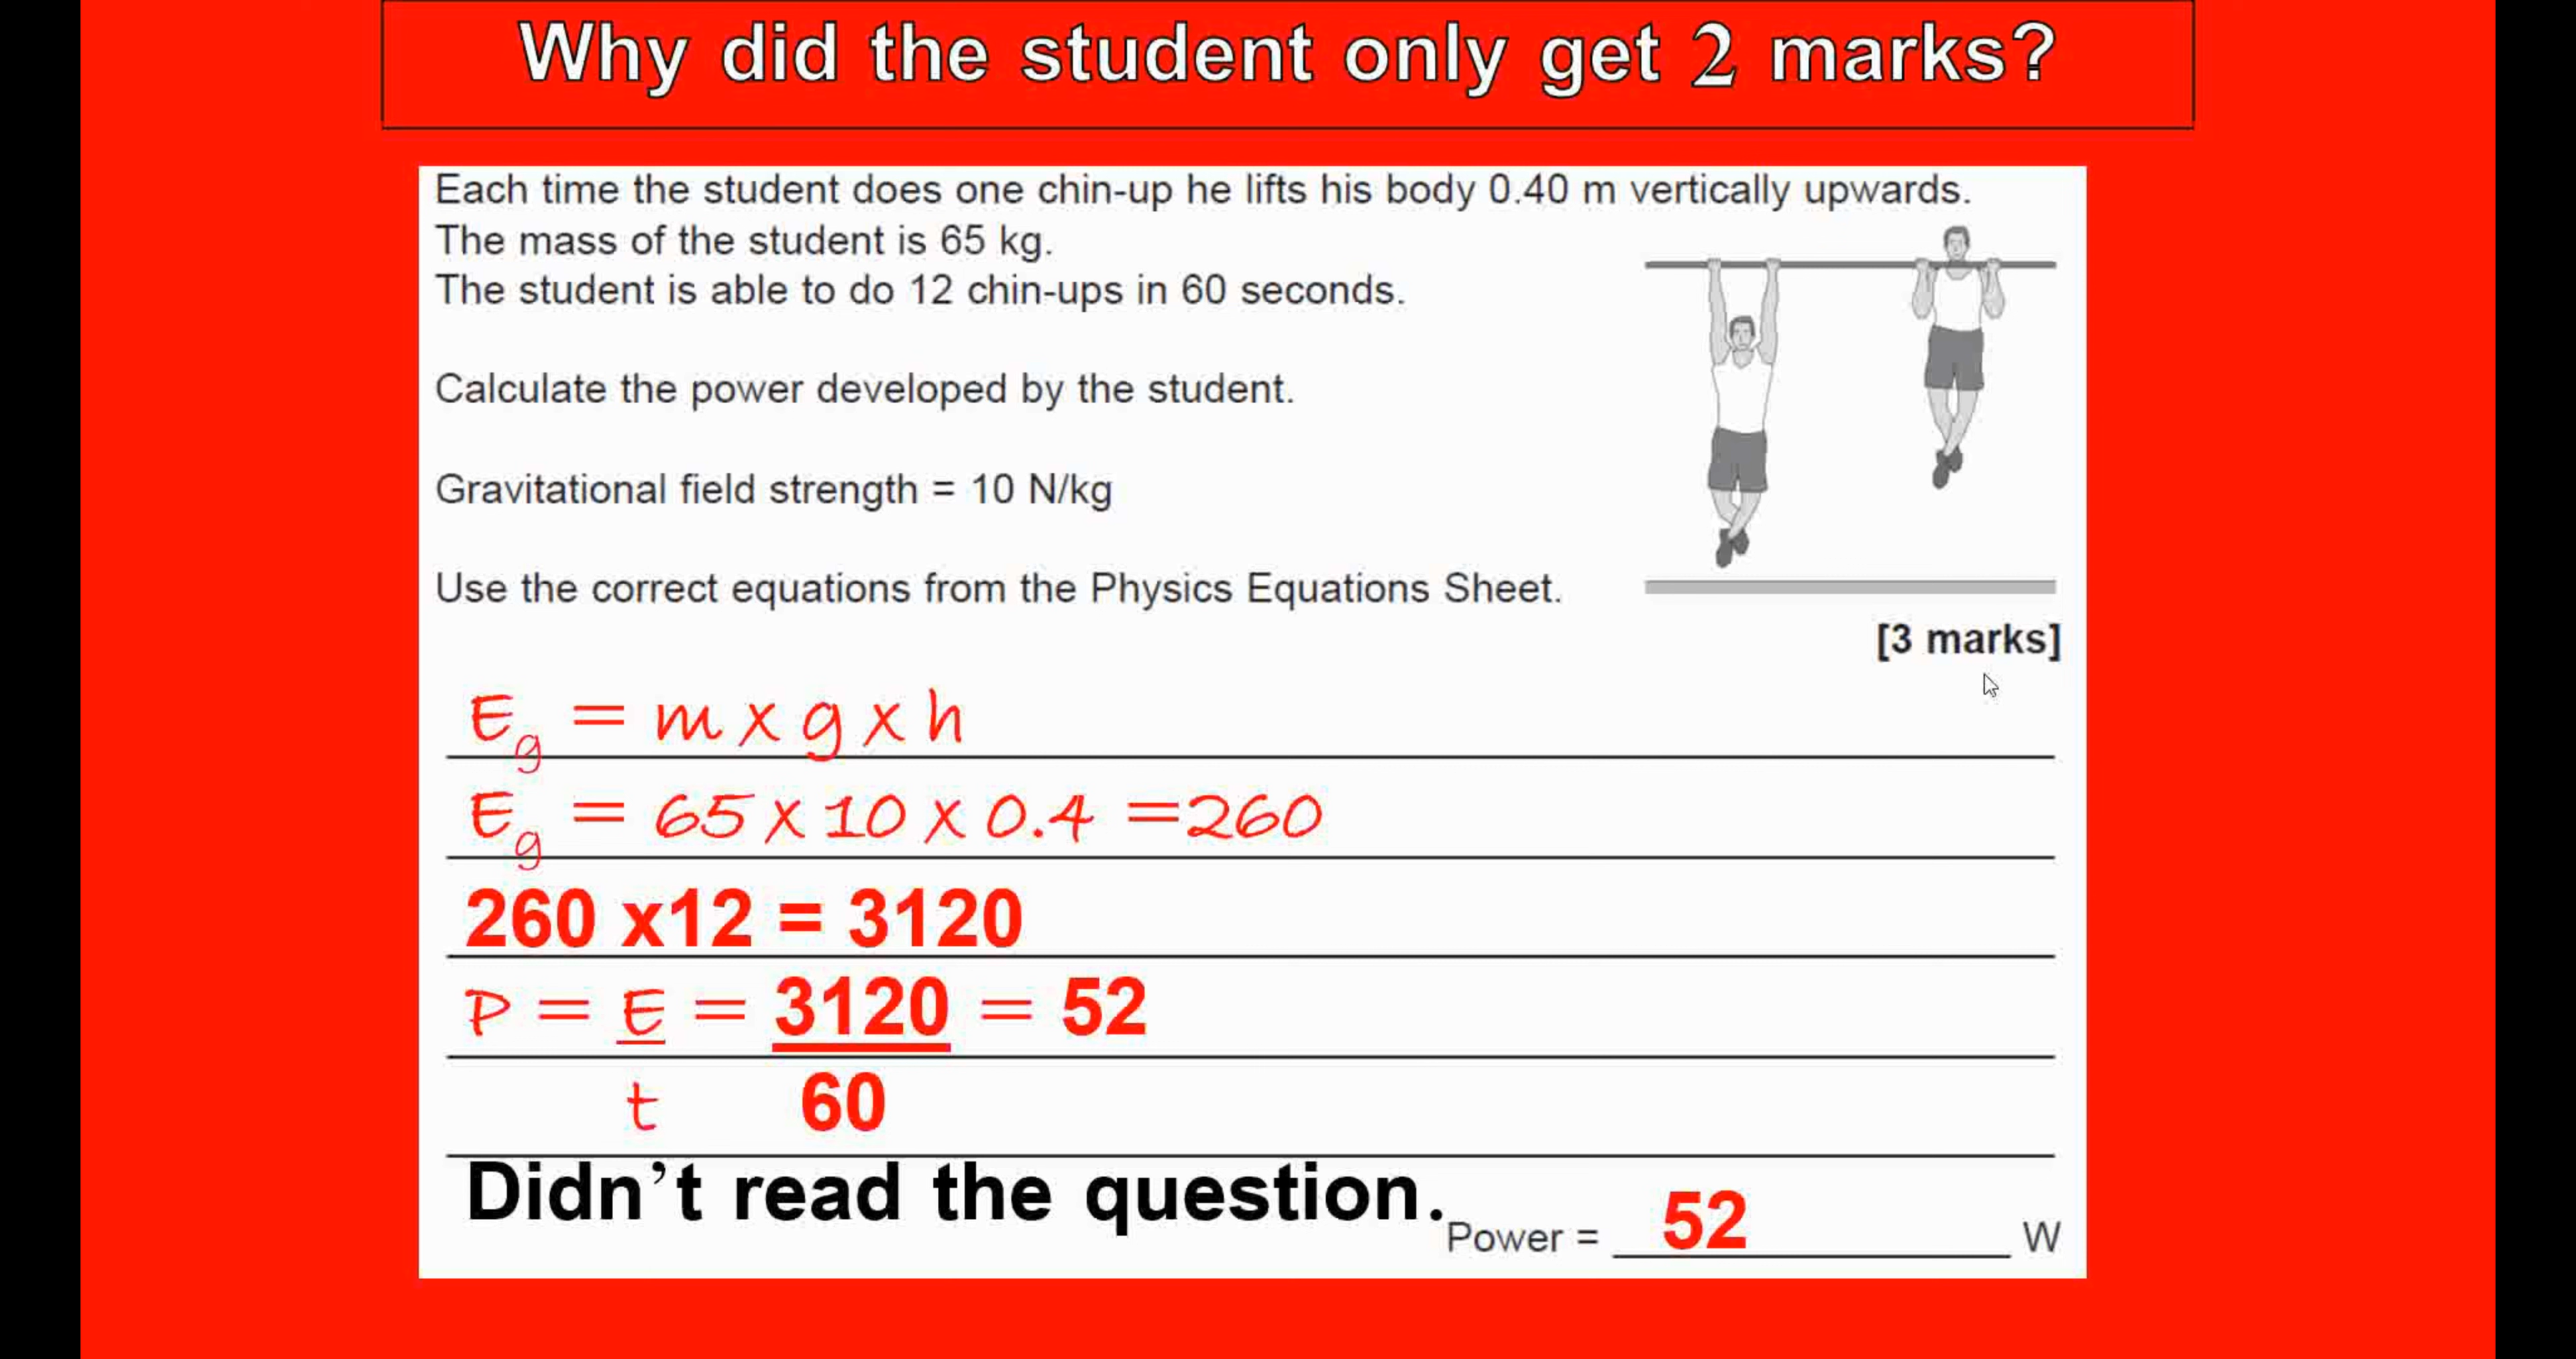 Why did the student only get 2 marks?
Each time the student does one chin-up he lifts his body 0.40 m vertically upwards.
The mass of the student is 65 kg.
The student is able to do 12 chin-ups in 60 seconds.
Calculate the power developed by the student.
Gravitational field strength = 10 N/kg
Use the correct equations from the Physics Equations Sheet.
[3 marks]
Eg = m x g x h
Eg = 65 x 10 x 0.4 =260
260 x12 = 3120
P = E = 3120 = 52
t 60
Didn't read the question.
Power = 52 W